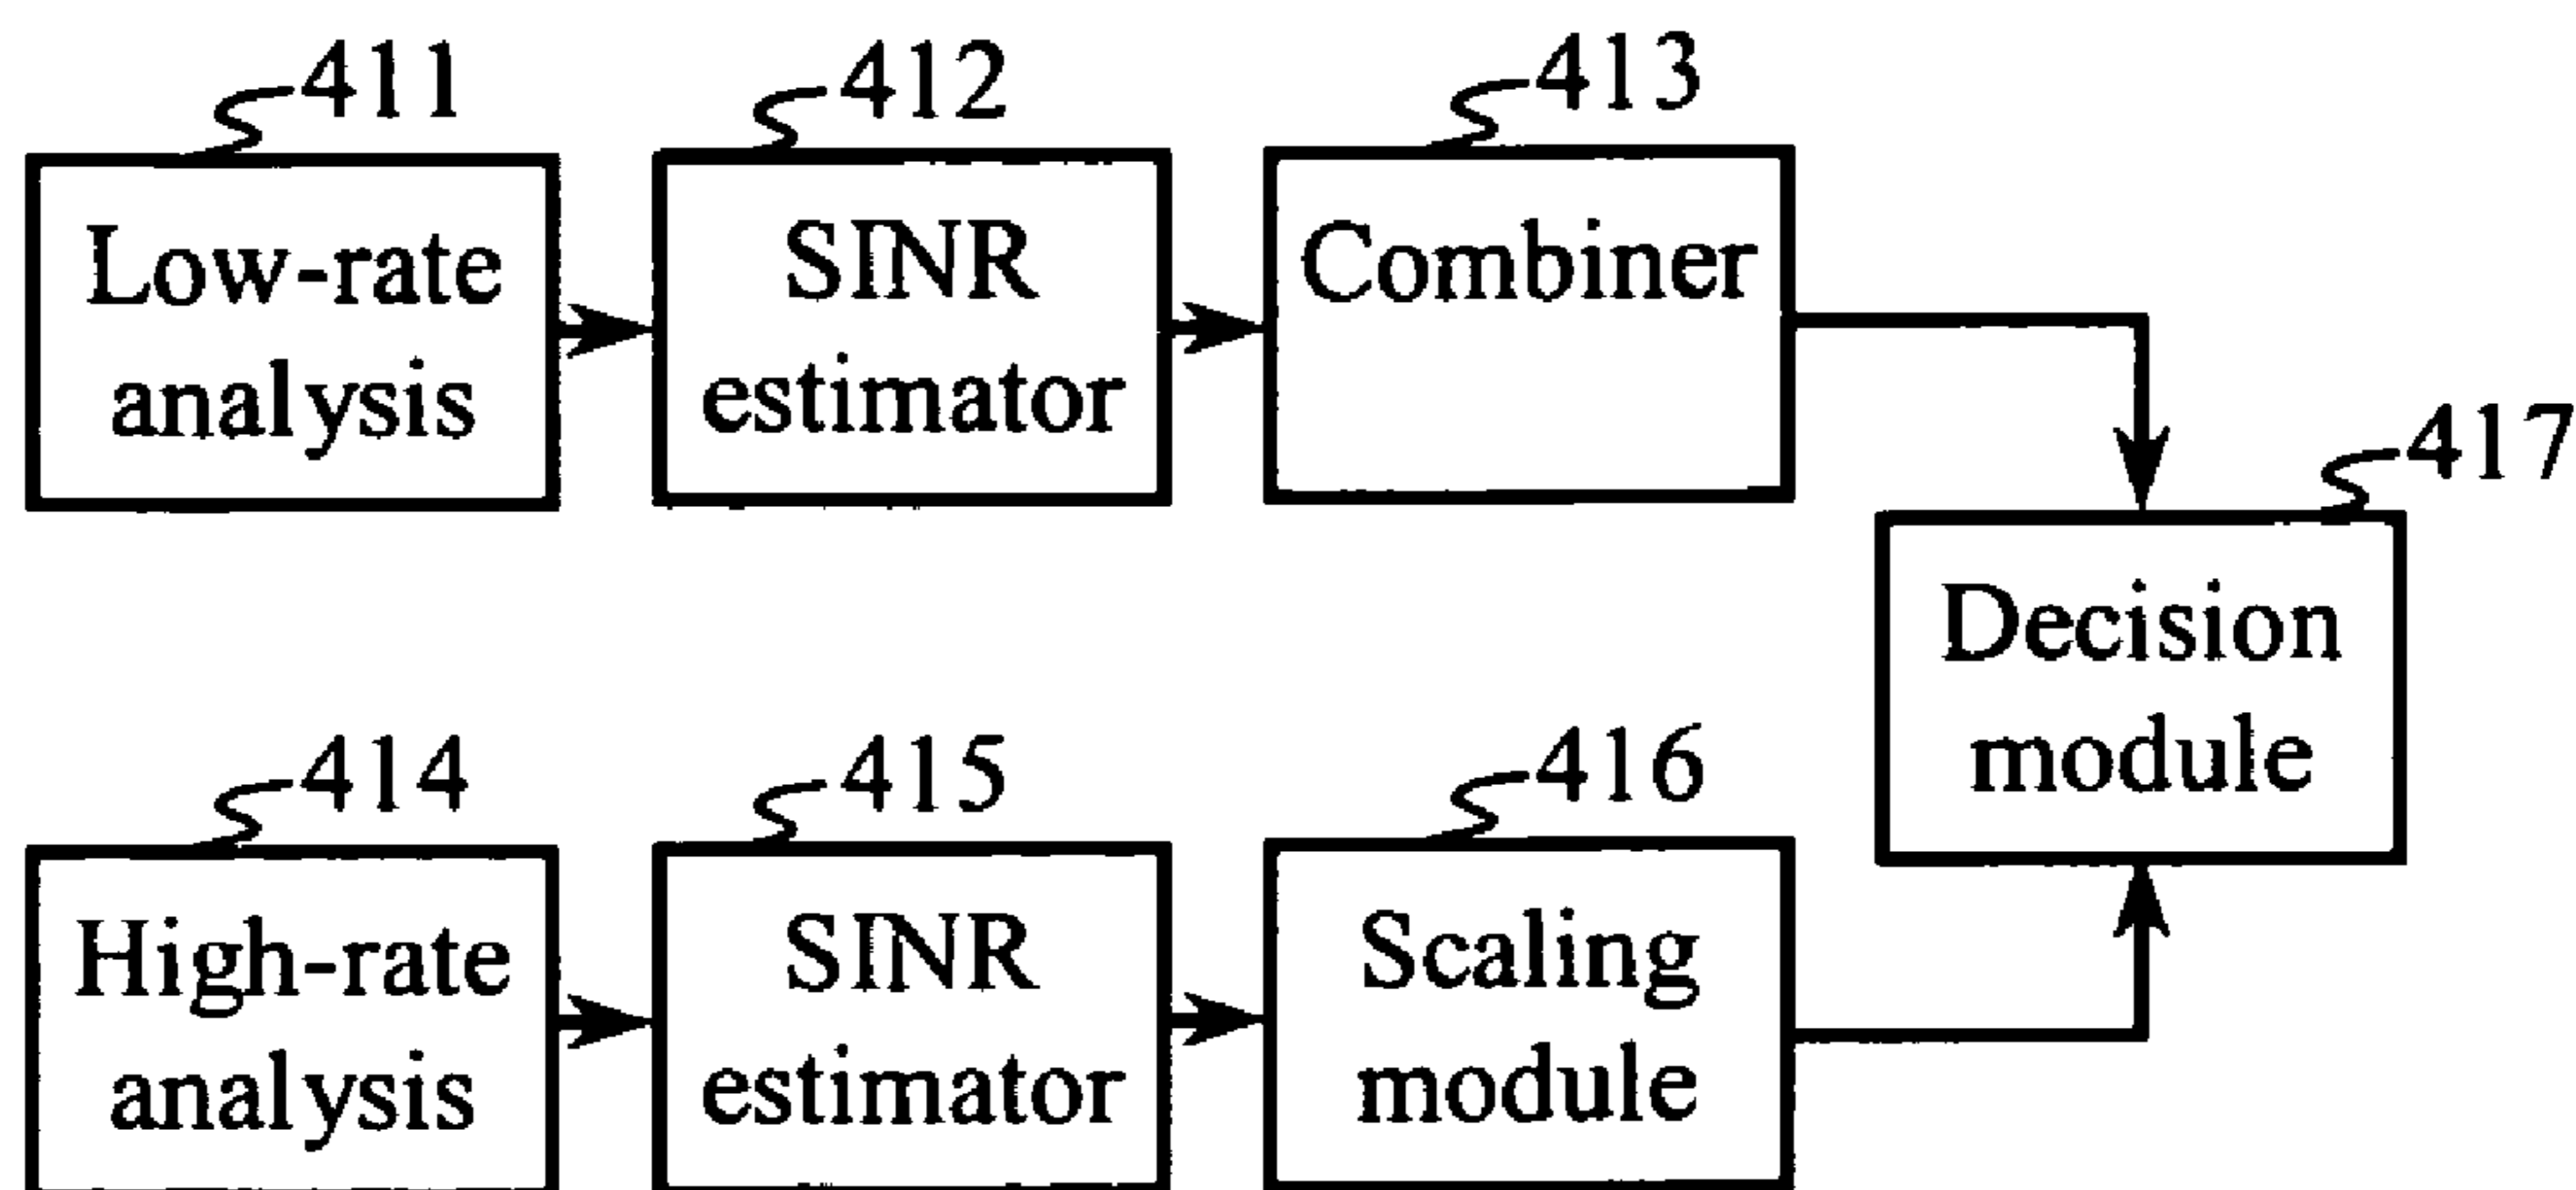 411
412
413
Low-rate
analysis
SINR
estimator
Combiner
417
Decision
module
414
415
416
High-rate
analysis
SINR
estimator
Scaling
module